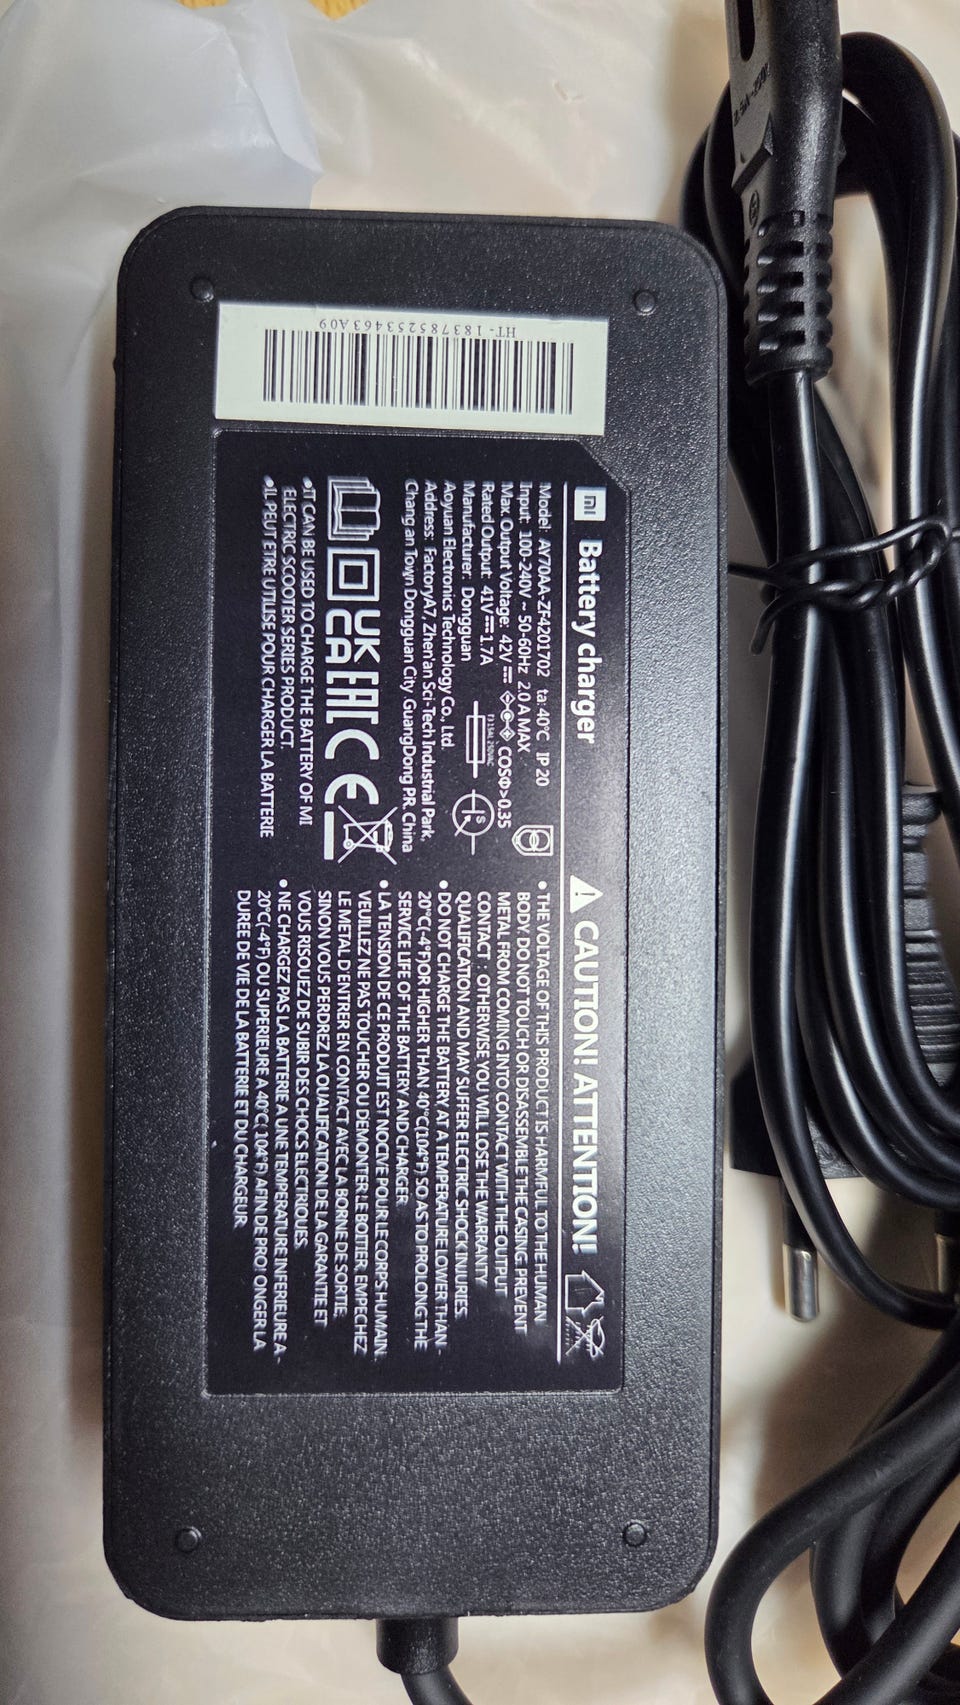 HT-1837852534​63A09
mi Battery charger
Model: AY70AA-ZF4201702 ta: 40℃ IP 20
Input: 100-240V ~ 50-60Hz 2.0 A MAX
Max. Output Voltage: 42V COSΦ>0.35
Rated Output: 41V 1.7A
Manufacturer: Dongguan
Aoyuan Electronics Technology Co., Ltd.
Address: FactoryA7, Zhen'an Sci-Tech Industrial Park,
Chang an Town Dongguan City GuangDong PR. China
UK
CA EAC CE
•IT CAN BE USED TO CHARGE THE BATTERY OF MI
ELECTRIC SCOOTER SERIES PRODUCT.
•IL PEUT ETRE UTILISE POUR CHARGER LA BATTERIE
CAUTION! ATTENTION!
• THE VOLTAGE OF THIS PRODUCT IS HARMFUL TO THE HUMAN
BODY. DO NOT TOUCH OR DISASSEMBLE THE CASING. PREVENT
METAL FROM COMING INTO CONTACT WITH THE OUTPUT
CONTACT ; OTHERWISE YOU WILL LOSE THE WARRANTY
QUALIFICATION AND MAY SUFFER ELECTRIC SHOCK INJURIES.
• DO NOT CHARGE THE BATTERY AT A TEMPERATURE LOWER THAN -
20°C(-4°F)OR HIGHER THAN 40°C(104°F) SO AS TO PROLONG THE
SERVICE LIFE OF THE BATTERY AND CHARGER.
• LA TENSION DE CE PRODUIT EST NOCIVE POUR LE CORPS HUMAIN.
VEUILLEZ NE PAS TOUCHER OU DEMONTER LE BOITIER. EMPECHEZ
LE METAL D'ENTRER EN CONTACT AVEC LA BORNE DE SORTIE.
SINON VOUS PERDREZ LA QUALIFICATION DE LA GARANTIE ET
VOUS RISQUEZ DE SUBIR DES CHOCS ELECTRIQUES.
• NE CHARGEZ PAS LA BATTERIE A UNE TEMPERATURE INFERIEURE A -
20°C(-4°F) OU SUPERIEURE A 40°C( 104°F) AFIN DE PROLONGER LA
DUREE DE VIE DE LA BATTERIE ET DU CHARGEUR.